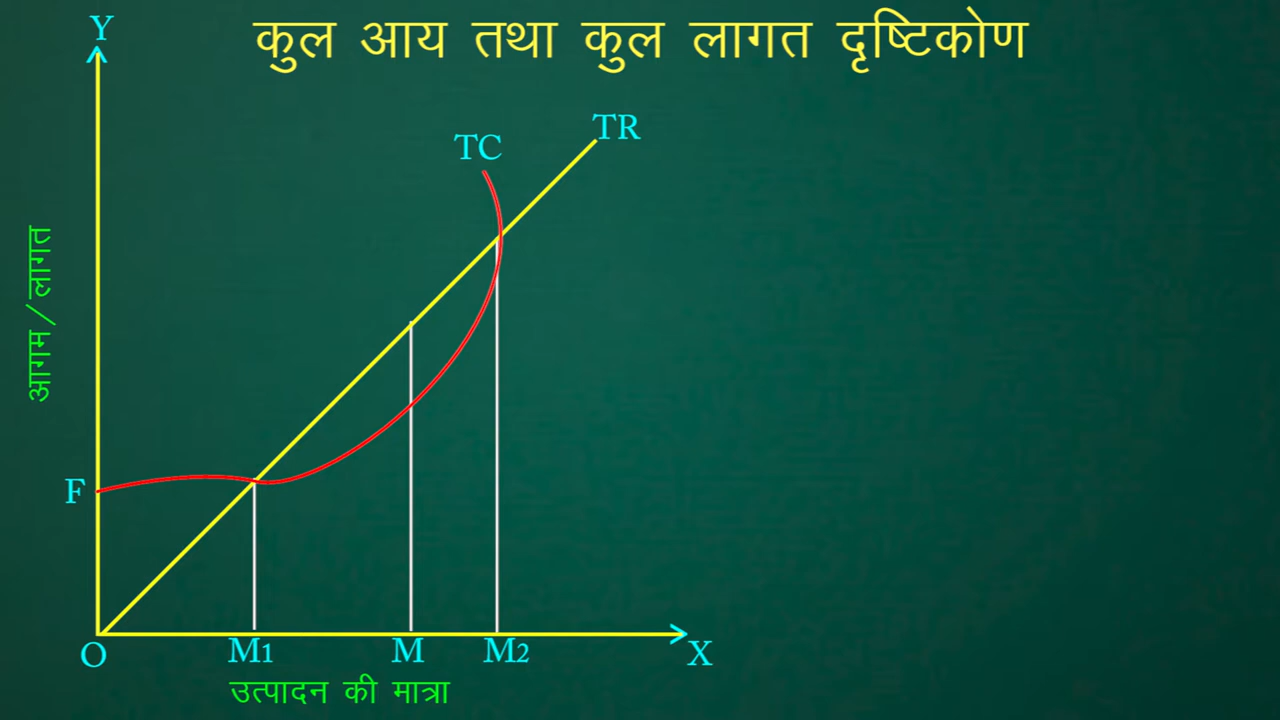 Y
कुल आय तथा कुल लागत दृष्टिकोण
TR
TC
आगम / लागत
F
O
M1
M
M2
X
उत्पादन की मात्रा